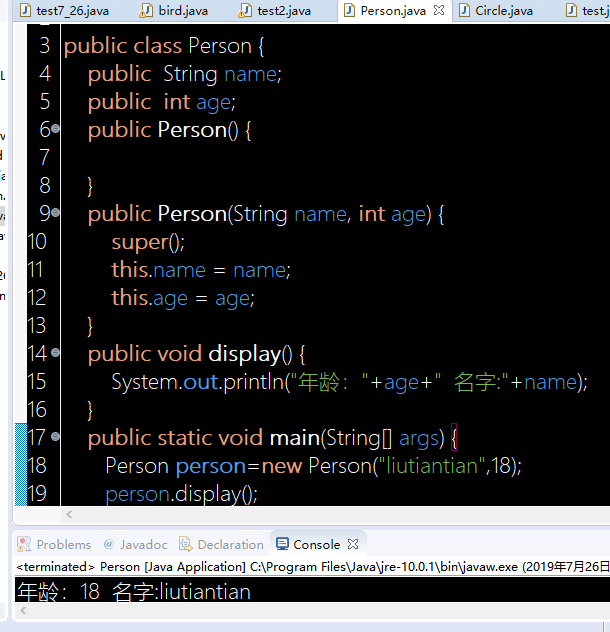 test7_26.java bird.java test2.java Person.java Circle.java test.j
3 public class Person {
4 public String name;
5 public int age;
6 public Person() {
7
8 }
9 public Person(String name, int age) {
10 super();
11 this.name = name;
12 this.age = age;
13 }
14 public void display() {
15 System.out.println("年龄："+age+" 名字:"+name);
16 }
17 public static void main(String[] args) {
18 Person person=new Person("liutiantian",18);
19 person.display();
Problems @ Javadoc Declaration Console
<terminated> Person [Java Application] C:\Program Files\Java\jre-10.0.1\bin\javaw.exe (2019年7月26日
年龄：18 名字:liutiantian